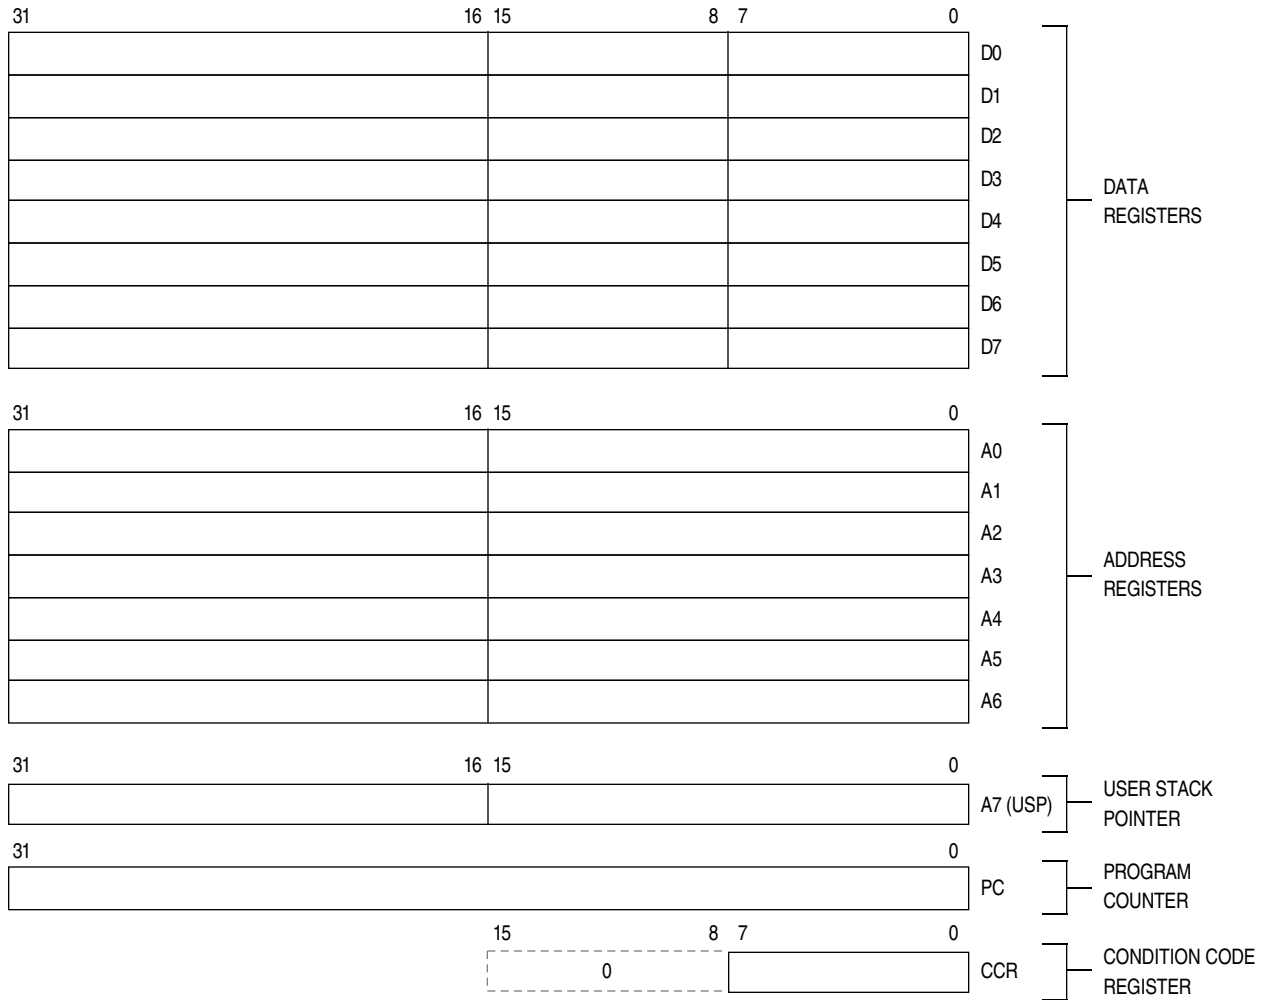 31 16 15 8 7 0
D0
D1
D2
D3
D4
D5
D6
D7
DATA
REGISTERS
31 16 15 0
A0
A1
A2
A3
A4
A5
A6
ADDRESS
REGISTERS
31 16 15 0
A7 (USP)
USER STACK
POINTER
31 0
PC
PROGRAM
COUNTER
15 8 7 0
0
CCR
CONDITION CODE
REGISTER